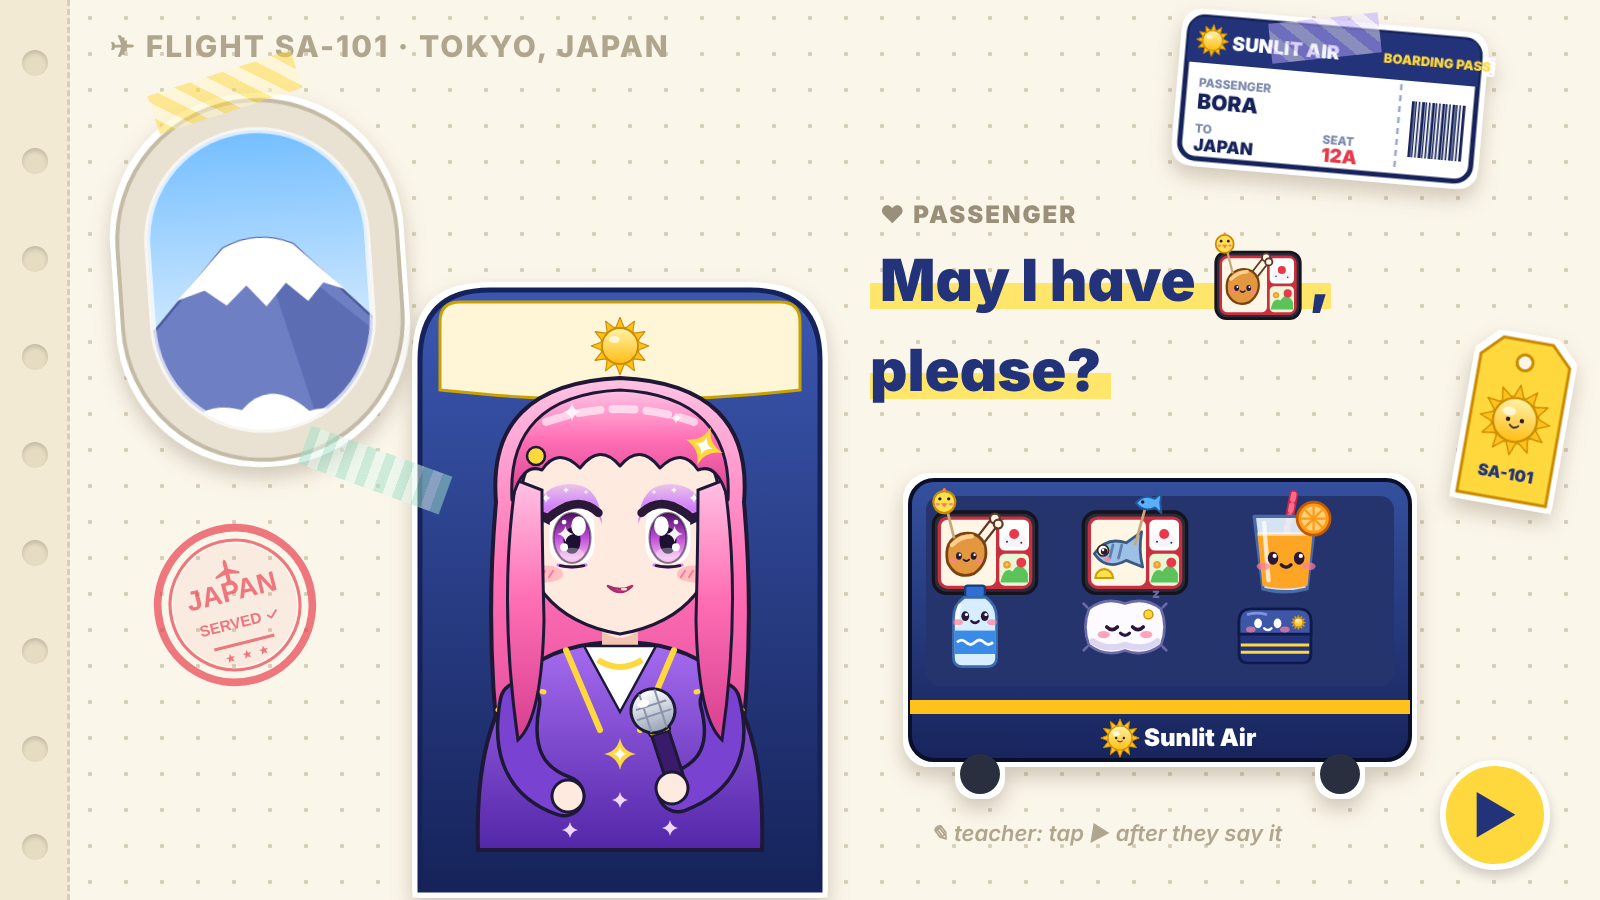 ✈ FLIGHT SA-101 · TOKYO, JAPAN
SUNLIT AIR
BOARDING PASS
PASSENGER
BORA
TO
JAPAN
SEAT
12A
♥ PASSENGER
May I have ,
please?
SA-101
JAPAN
SERVED ✓
z
Sunlit Air
✎ teacher: tap ▶ after they say it